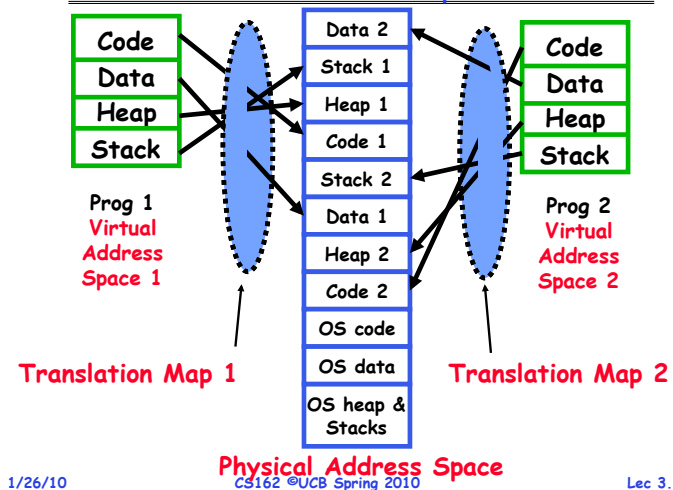 Code
Data
Heap
Stack
Prog 1
Virtual
Address
Space 1
Data 2
Stack 1
Heap 1
Code 1
Stack 2
Data 1
Heap 2
Code 2
OS code
OS data
OS heap &
Stacks
Code
Data
Heap
Stack
Prog 2
Virtual
Address
Space 2
Translation Map 1
Translation Map 2
Physical Address Space
1/26/10
CS162 ©UCB Spring 2010
Lec 3.